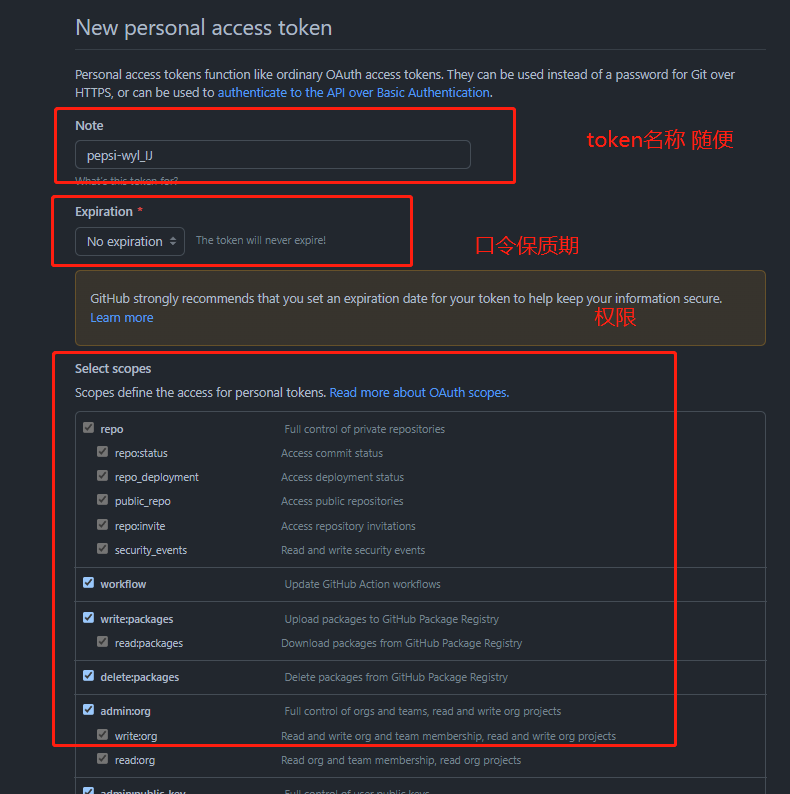 New personal access token
Personal access tokens function like ordinary OAuth access tokens. They can be used instead of a password for Git over
HTTPS, or can be used to authenticate to the API over Basic Authentication.
Note
token名称 随便
pepsi-wyl_IJ
What's this token for?
Expiration *
No expiration The token will never expire!
口令保质期
GitHub strongly recommends that you set an expiration date for your token to help keep your information secure.
Learn more
权限
Select scopes
Scopes define the access for personal tokens. Read more about OAuth scopes.
repo Full control of private repositories
repo:status Access commit status
repo_deployment Access deployment status
public_repo Access public repositories
repo:invite Access repository invitations
security_events Read and write security events
workflow Update GitHub Action workflows
write:packages Upload packages to GitHub Package Registry
read:packages Download packages from GitHub Package Registry
delete:packages Delete packages from GitHub Package Registry
admin:org Full control of orgs and teams, read and write org projects
write:org Read and write org and team membership, read and write org projects
read:org Read org and team membership, read org projects
admin:public_key Full control of user public keys